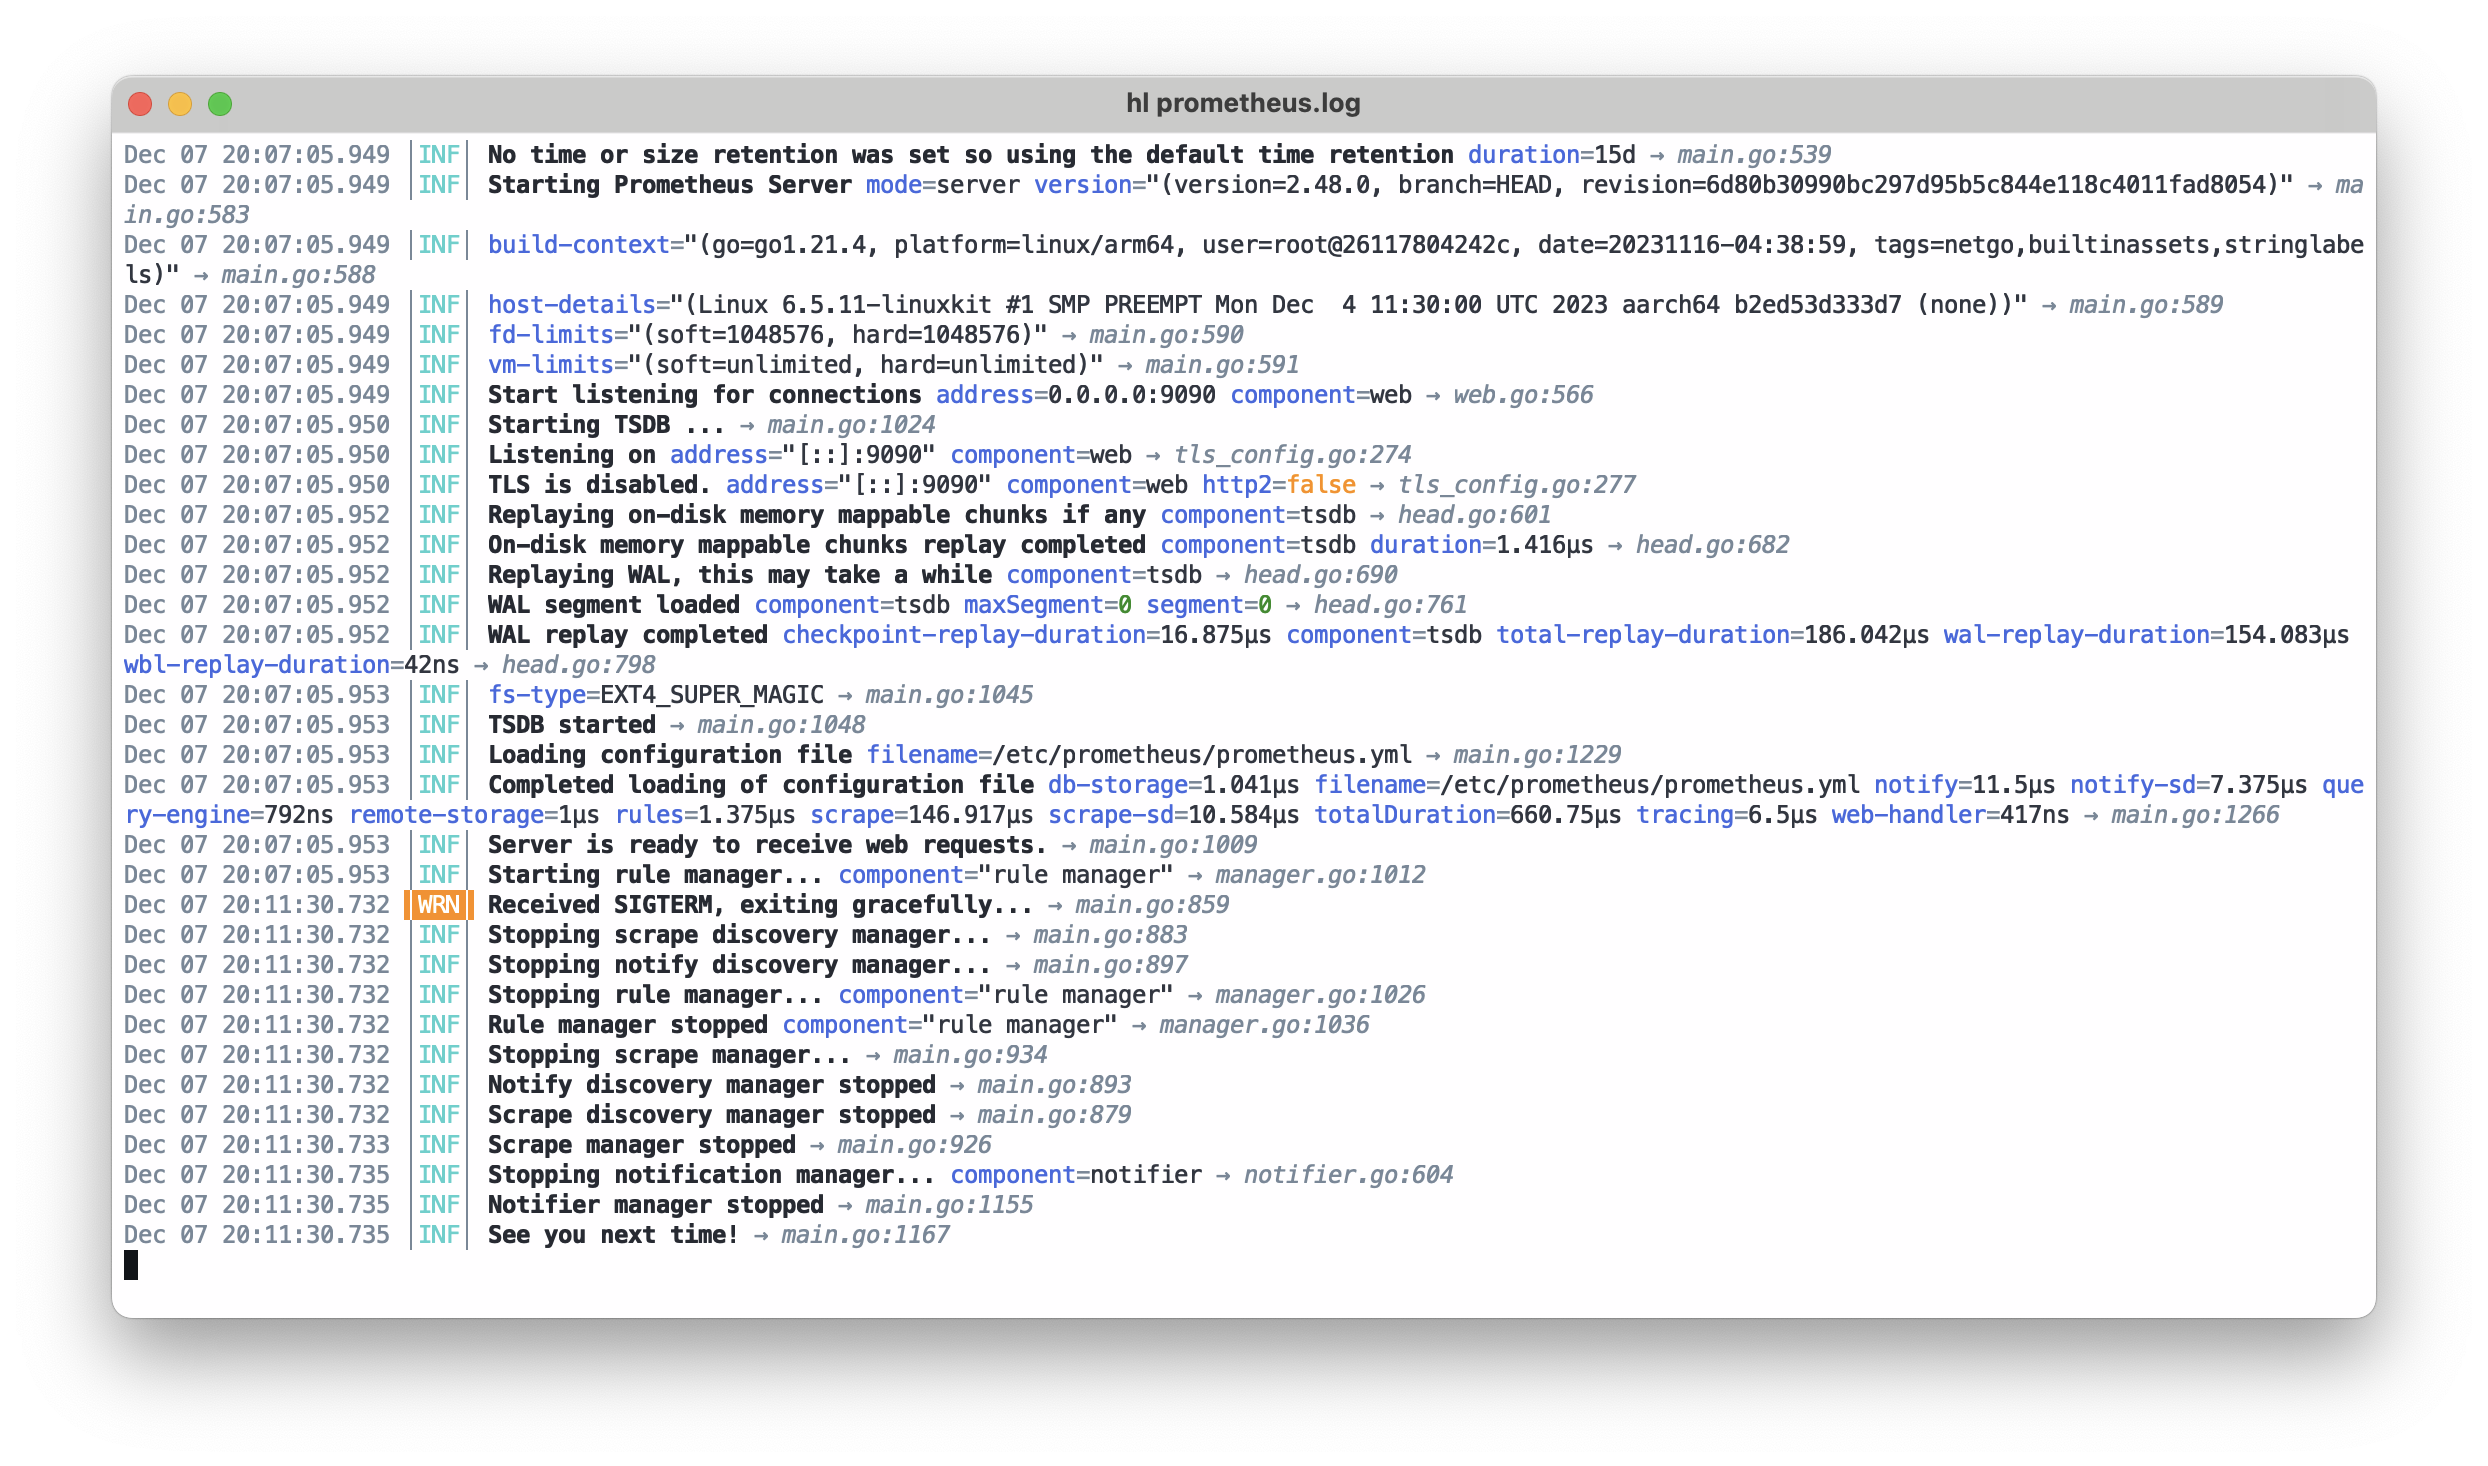 hl prometheus.log
Dec 07 20:07:05.949 |INF| No time or size retention was set so using the default time retention duration=15d → main.go:539
Dec 07 20:07:05.949 |INF| Starting Prometheus Server mode=server version="(version=2.48.0, branch=HEAD, revision=6d80b30990bc297d95b5c844e118c4011fad8054)" → ma
in.go:583
Dec 07 20:07:05.949 |INF| build-context="(go=go1.21.4, platform=linux/arm64, user=root@26117804242c, date=20231116-04:38:59, tags=netgo,builtinassets,stringlabe
ls)" → main.go:588
Dec 07 20:07:05.949 |INF| host-details="(Linux 6.5.11-linuxkit #1 SMP PREEMPT Mon Dec  4 11:30:00 UTC 2023 aarch64 b2ed53d333d7 (none))" → main.go:589
Dec 07 20:07:05.949 |INF| fd-limits="(soft=1048576, hard=1048576)" → main.go:590
Dec 07 20:07:05.949 |INF| vm-limits="(soft=unlimited, hard=unlimited)" → main.go:591
Dec 07 20:07:05.949 |INF| Start listening for connections address=0.0.0.0:9090 component=web → web.go:566
Dec 07 20:07:05.950 |INF| Starting TSDB ... → main.go:1024
Dec 07 20:07:05.950 |INF| Listening on address="[::]:9090" component=web → tls_config.go:274
Dec 07 20:07:05.950 |INF| TLS is disabled. address="[::]:9090" component=web http2=false → tls_config.go:277
Dec 07 20:07:05.952 |INF| Replaying on-disk memory mappable chunks if any component=tsdb → head.go:601
Dec 07 20:07:05.952 |INF| On-disk memory mappable chunks replay completed component=tsdb duration=1.416µs → head.go:682
Dec 07 20:07:05.952 |INF| Replaying WAL, this may take a while component=tsdb → head.go:690
Dec 07 20:07:05.952 |INF| WAL segment loaded component=tsdb maxSegment=0 segment=0 → head.go:761
Dec 07 20:07:05.952 |INF| WAL replay completed checkpoint-replay-duration=16.875µs component=tsdb total-replay-duration=186.042µs wal-replay-duration=154.083µs
wbl-replay-duration=42ns → head.go:798
Dec 07 20:07:05.953 |INF| fs-type=EXT4_SUPER_MAGIC → main.go:1045
Dec 07 20:07:05.953 |INF| TSDB started → main.go:1048
Dec 07 20:07:05.953 |INF| Loading configuration file filename=/etc/prometheus/prometheus.yml → main.go:1229
Dec 07 20:07:05.953 |INF| Completed loading of configuration file db-storage=1.041µs filename=/etc/prometheus/prometheus.yml notify=11.5µs notify-sd=7.375µs que
ry-engine=792ns remote-storage=1µs rules=1.375µs scrape=146.917µs scrape-sd=10.584µs totalDuration=660.75µs tracing=6.5µs web-handler=417ns → main.go:1266
Dec 07 20:07:05.953 |INF| Server is ready to receive web requests. → main.go:1009
Dec 07 20:07:05.953 |INF| Starting rule manager... component="rule manager" → manager.go:1012
Dec 07 20:11:30.732 |WRN| Received SIGTERM, exiting gracefully... → main.go:859
Dec 07 20:11:30.732 |INF| Stopping scrape discovery manager... → main.go:883
Dec 07 20:11:30.732 |INF| Stopping notify discovery manager... → main.go:897
Dec 07 20:11:30.732 |INF| Stopping rule manager... component="rule manager" → manager.go:1026
Dec 07 20:11:30.732 |INF| Rule manager stopped component="rule manager" → manager.go:1036
Dec 07 20:11:30.732 |INF| Stopping scrape manager... → main.go:934
Dec 07 20:11:30.732 |INF| Notify discovery manager stopped → main.go:893
Dec 07 20:11:30.732 |INF| Scrape discovery manager stopped → main.go:879
Dec 07 20:11:30.733 |INF| Scrape manager stopped → main.go:926
Dec 07 20:11:30.735 |INF| Stopping notification manager... component=notifier → notifier.go:604
Dec 07 20:11:30.735 |INF| Notifier manager stopped → main.go:1155
Dec 07 20:11:30.735 |INF| See you next time! → main.go:1167